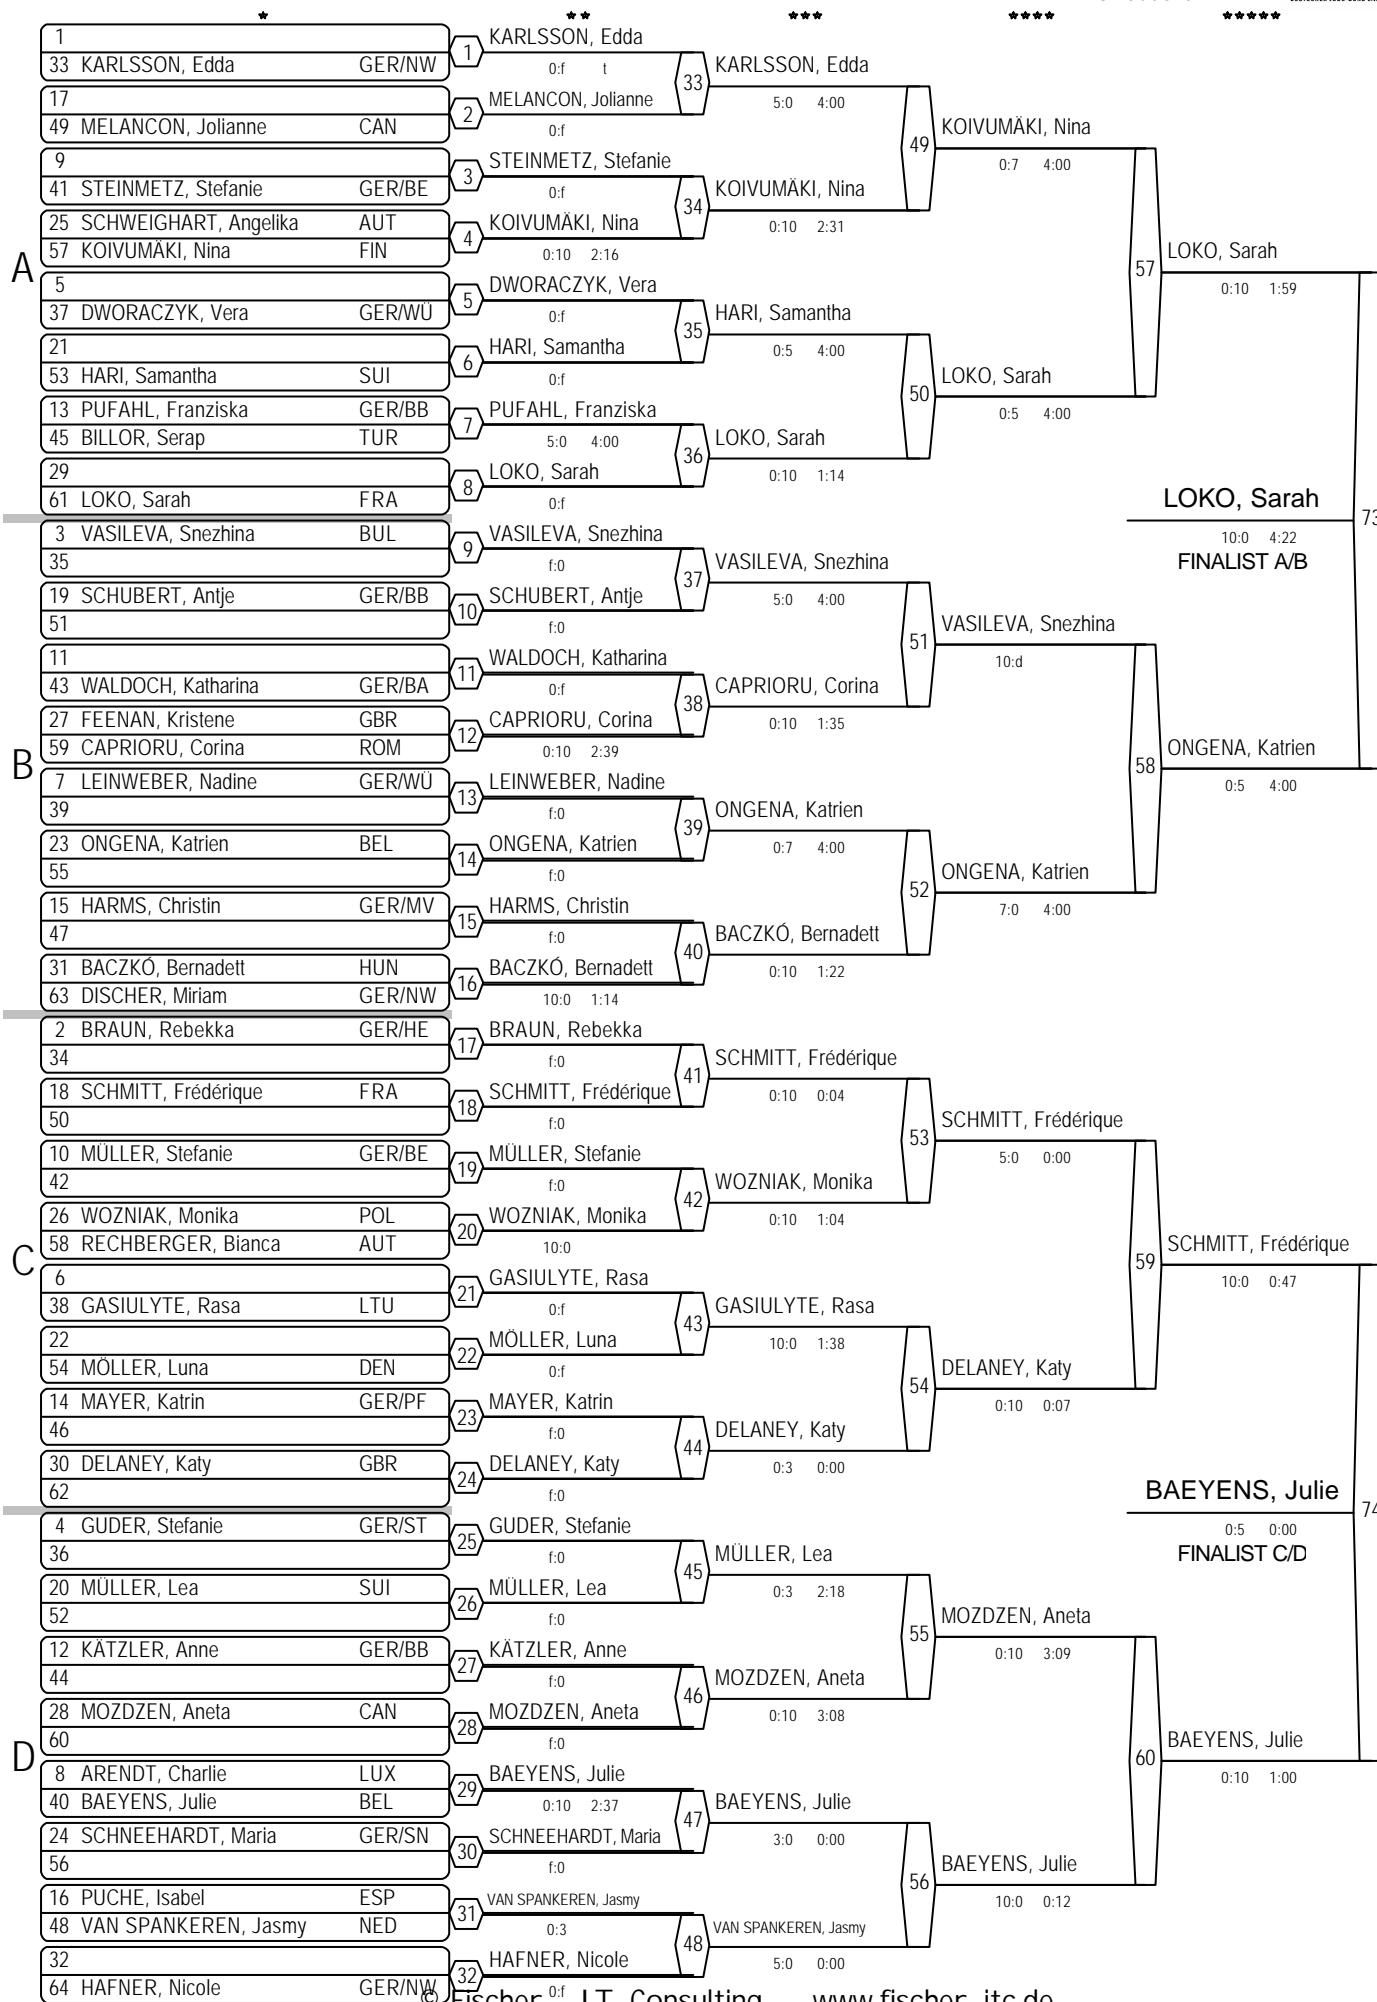 * ** *** **** *****
1
33 KARLSSON, Edda GER/NW
1
KARLSSON, Edda
0:f t
17
49 MELANCON, Jolianne CAN
2
MELANCON, Jolianne
0:f
33
KARLSSON, Edda
5:0 4:00
9
41 STEINMETZ, Stefanie GER/BE
3
STEINMETZ, Stefanie
0:f
25 SCHWEIGHART, Angelika AUT
57 KOIVUMÄKI, Nina FIN
4
KOIVUMÄKI, Nina
0:10 2:16
34
KOIVUMÄKI, Nina
0:10 2:31
49
KOIVUMÄKI, Nina
0:7 4:00
A
5
37 DWORACZYK, Vera GER/WÜ
5
DWORACZYK, Vera
0:f
21
53 HARI, Samantha SUI
6
HARI, Samantha
0:f
35
HARI, Samantha
0:5 4:00
13 PUFAHL, Franziska GER/BB
45 BILLOR, Serap TUR
7
PUFAHL, Franziska
5:0 4:00
29
61 LOKO, Sarah FRA
8
LOKO, Sarah
0:f
36
LOKO, Sarah
0:10 1:14
50
LOKO, Sarah
0:5 4:00
57
LOKO, Sarah
0:10 1:59
3 VASILEVA, Snezhina BUL
35
9
VASILEVA, Snezhina
f:0
19 SCHUBERT, Antje GER/BB
51
10
SCHUBERT, Antje
f:0
37
VASILEVA, Snezhina
5:0 4:00
11
43 WALDOCH, Katharina GER/BA
11
WALDOCH, Katharina
0:f
27 FEENAN, Kristene GBR
59 CAPRIORU, Corina ROM
12
CAPRIORU, Corina
0:10 2:39
38
CAPRIORU, Corina
0:10 1:35
51
VASILEVA, Snezhina
10:d
B
7 LEINWEBER, Nadine GER/WÜ
39
13
LEINWEBER, Nadine
f:0
23 ONGENA, Katrien BEL
55
14
ONGENA, Katrien
f:0
39
ONGENA, Katrien
0:7 4:00
15 HARMS, Christin GER/MV
47
15
HARMS, Christin
f:0
31 BACZKÓ, Bernadett HUN
63 DISCHER, Miriam GER/NW
16
BACZKÓ, Bernadett
10:0 1:14
40
BACZKÓ, Bernadett
0:10 1:22
52
ONGENA, Katrien
7:0 4:00
58
ONGENA, Katrien
0:5 4:00
LOKO, Sarah
10:0 4:22
FINALIST A/B
73
2 BRAUN, Rebekka GER/HE
34
17
BRAUN, Rebekka
f:0
18 SCHMITT, Frédérique FRA
50
18
SCHMITT, Frédérique
f:0
41
SCHMITT, Frédérique
0:10 0:04
10 MÜLLER, Stefanie GER/BE
42
19
MÜLLER, Stefanie
f:0
26 WOZNIAK, Monika POL
58 RECHBERGER, Bianca AUT
20
WOZNIAK, Monika
10:0
42
WOZNIAK, Monika
0:10 1:04
53
SCHMITT, Frédérique
5:0 0:00
C
6
38 GASIULYTE, Rasa LTU
21
GASIULYTE, Rasa
0:f
22
54 MÖLLER, Luna DEN
22
MÖLLER, Luna
0:f
43
GASIULYTE, Rasa
10:0 1:38
14 MAYER, Katrin GER/PF
46
23
MAYER, Katrin
f:0
30 DELANEY, Katy GBR
62
24
DELANEY, Katy
f:0
44
DELANEY, Katy
0:3 0:00
54
DELANEY, Katy
0:10 0:07
59
SCHMITT, Frédérique
10:0 0:47
4 GUDER, Stefanie GER/ST
36
25
GUDER, Stefanie
f:0
20 MÜLLER, Lea SUI
52
26
MÜLLER, Lea
f:0
45
MÜLLER, Lea
0:3 2:18
12 KÄTZLER, Anne GER/BB
44
27
KÄTZLER, Anne
f:0
28 MOZDZEN, Aneta CAN
60
28
MOZDZEN, Aneta
f:0
46
MOZDZEN, Aneta
0:10 3:08
55
MOZDZEN, Aneta
0:10 3:09
D
8 ARENDT, Charlie LUX
40 BAEYENS, Julie BEL
29
BAEYENS, Julie
0:10 2:37
24 SCHNEEHARDT, Maria GER/SN
56
30
SCHNEEHARDT, Maria
f:0
47
BAEYENS, Julie
3:0 0:00
16 PUCHE, Isabel ESP
48 VAN SPANKEREN, Jasmy NED
31
VAN SPANKEREN, Jasmy
0:3
32
64 HAFNER, Nicole GER/NW
32
HAFNER, Nicole
0:f
48
VAN SPANKEREN, Jasmy
5:0 0:00
56
BAEYENS, Julie
10:0 0:12
60
BAEYENS, Julie
0:10 1:00
BAEYENS, Julie
0:5 0:00
FINALIST C/D
74
© Fischer I.T. Consulting www.fischer-itc.de